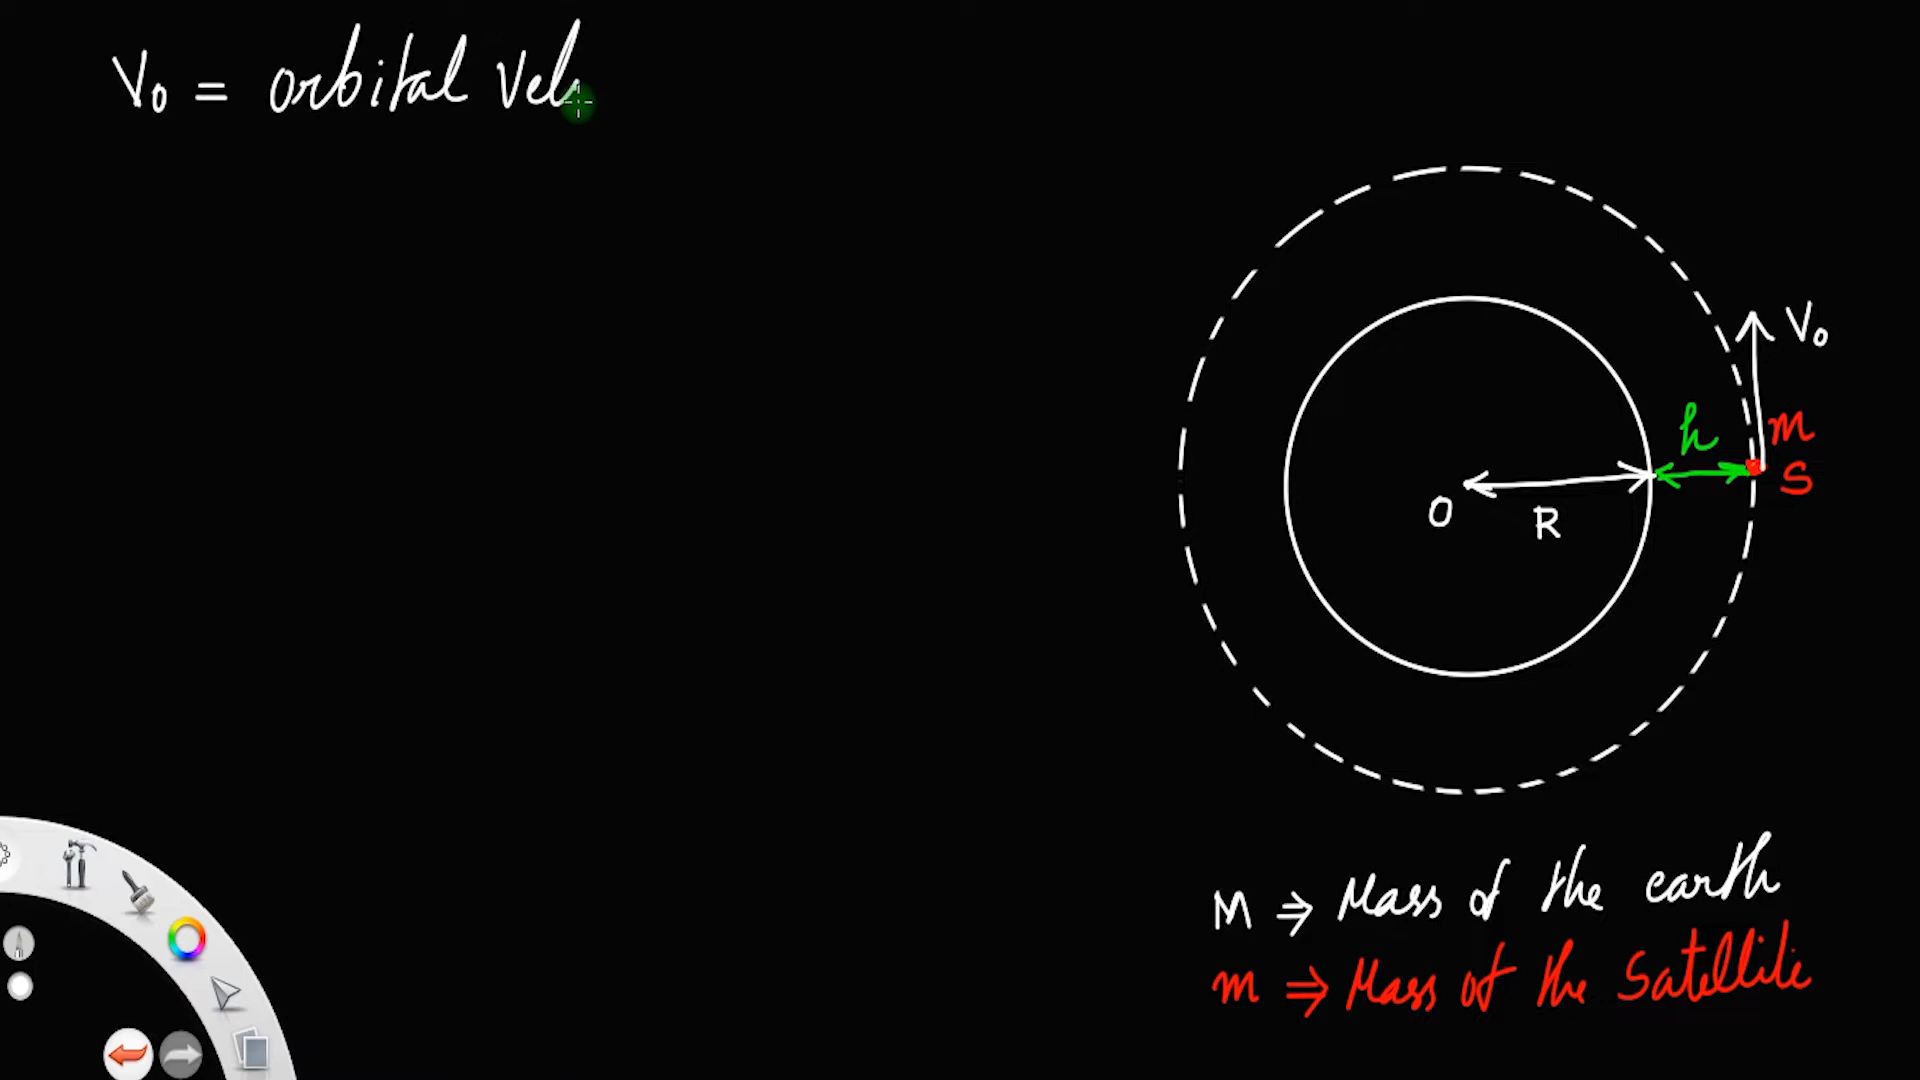 V₀ = orbital Vel
V₀
h
m
S
O
R
M ⇒ Mass of the earth
m ⇒ Mass of the Satellite